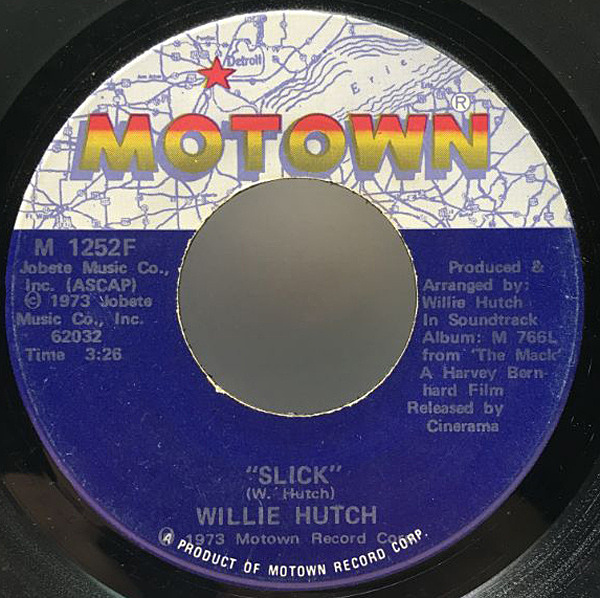 Detroit
Erie
MOTOWN®
M 1252F
Jobete Music Co.,
Inc. (ASCAP)
© 1973 Jobete
Music Co., Inc.
62032
Time 3:26
Produced &
Arranged by:
Willie Hutch
In Soundtrack
Album: M 766L
from "The Mack"
A Harvey Bern-
hard Film
Released by
Cinerama
"SLICK"
(W. Hutch)
WILLIE HUTCH
℗ 1973 Motown Record Corp.
A PRODUCT OF MOTOWN RECORD CORP.